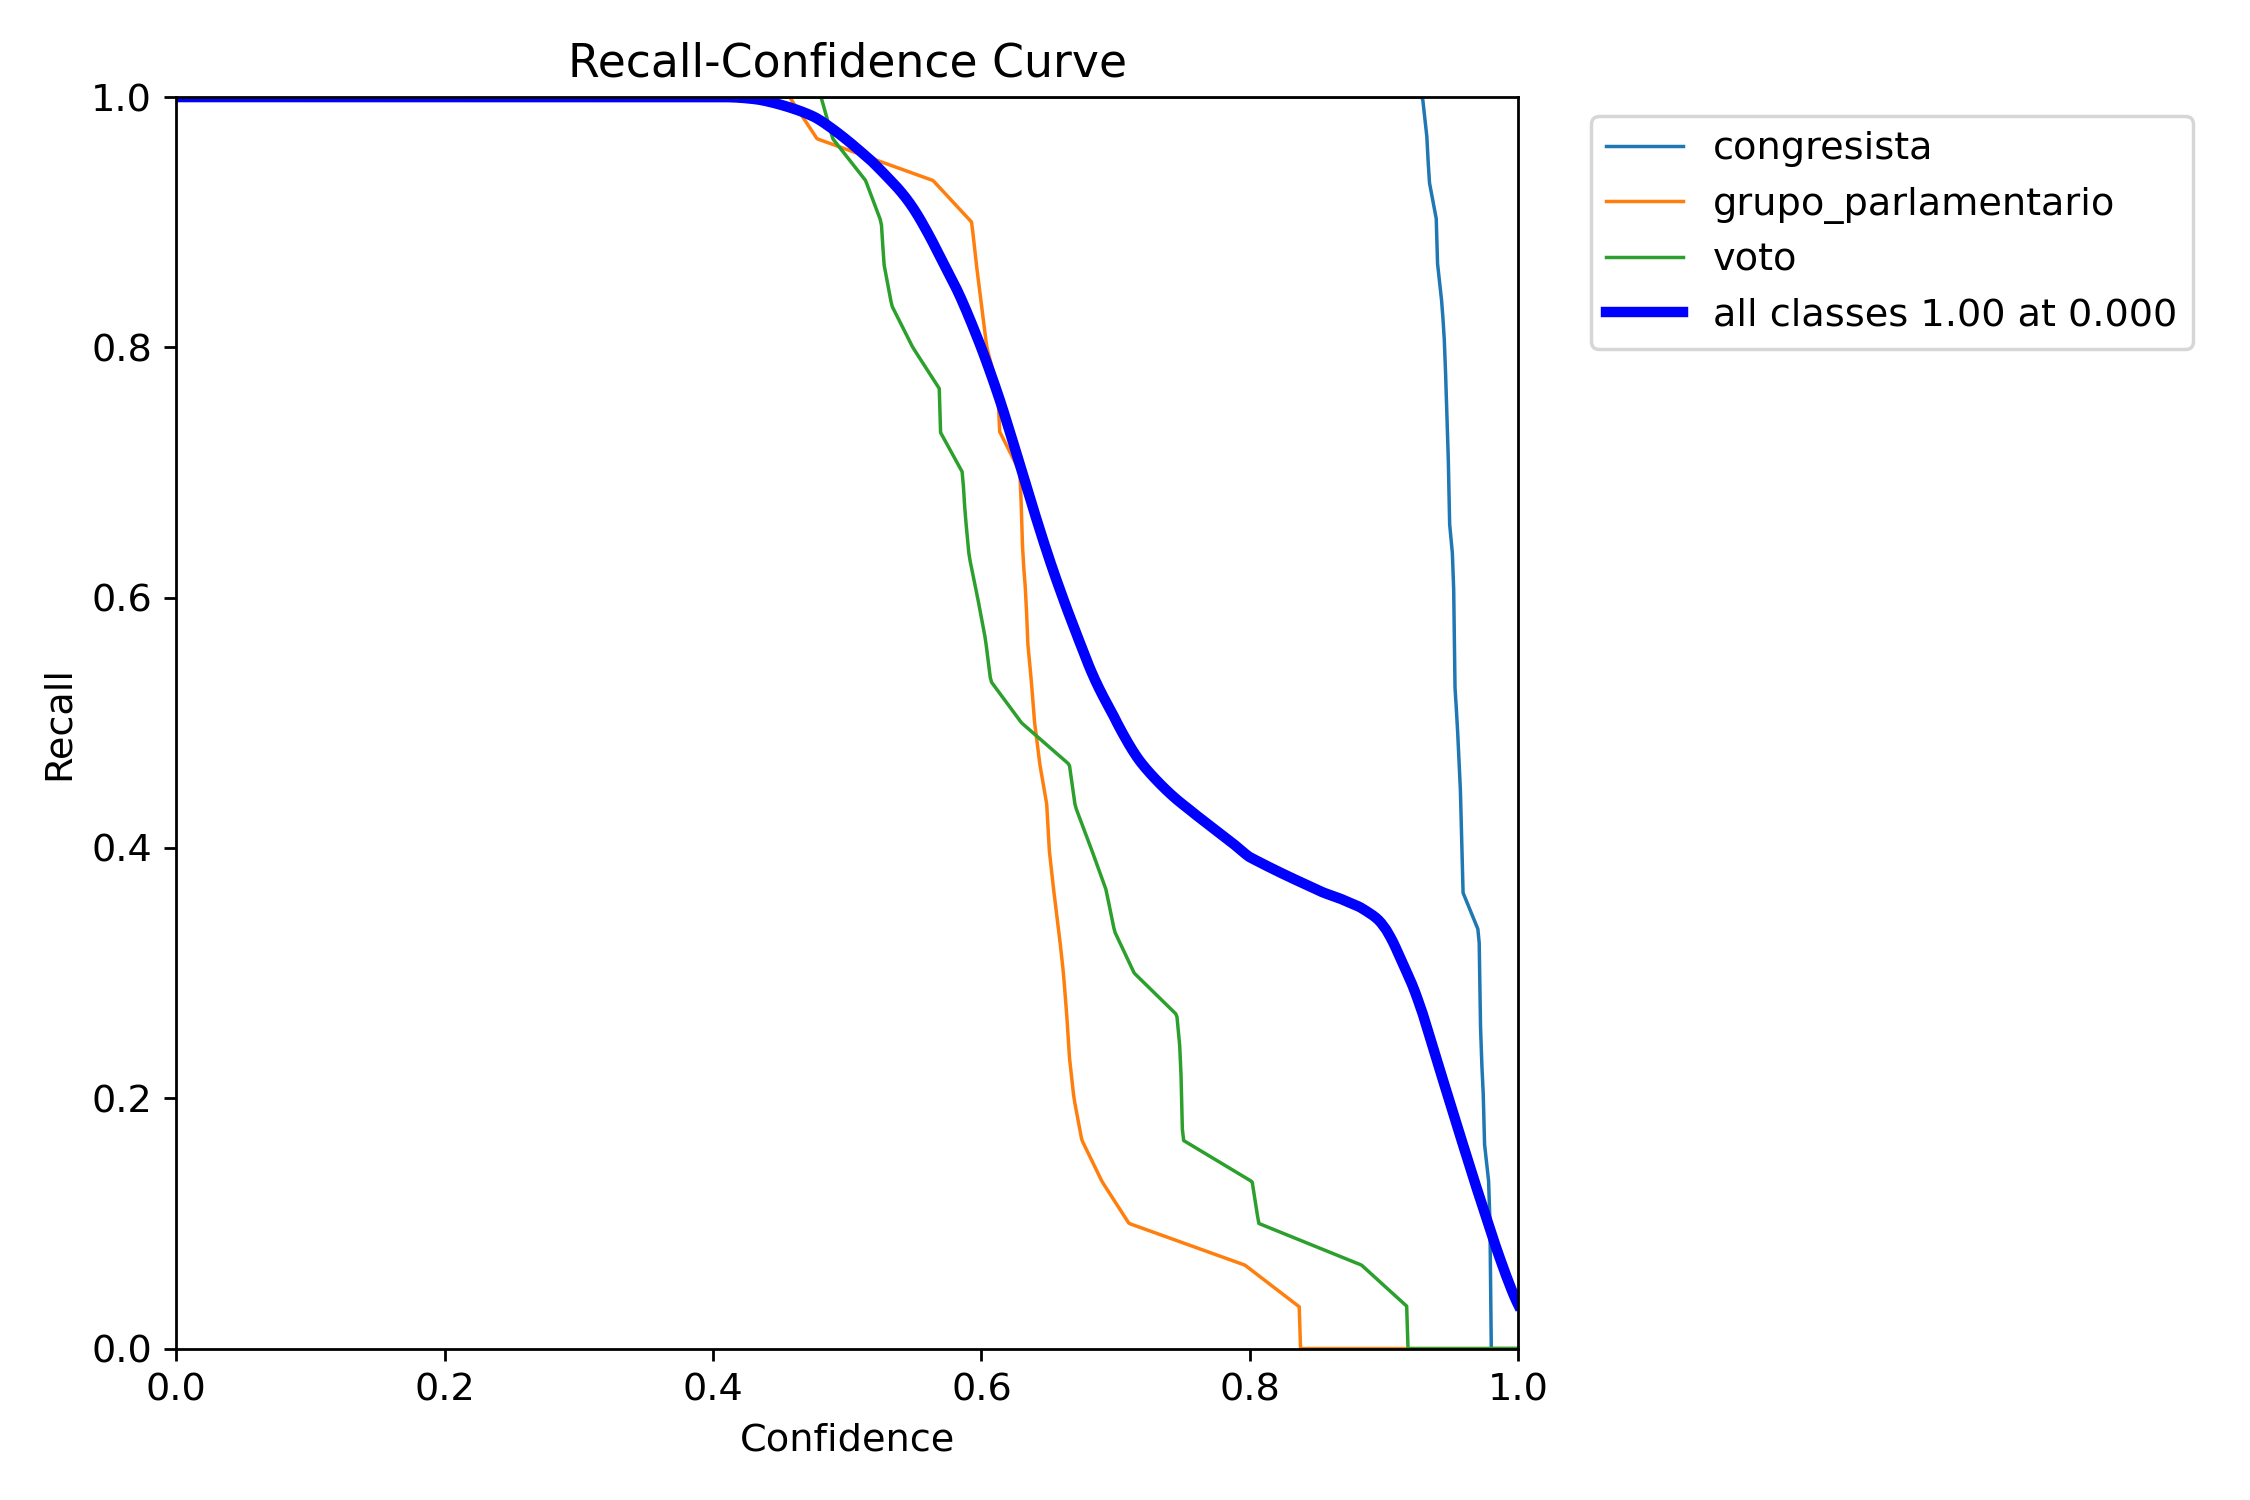 Recall-Confidence Curve
1.0
0.8
0.6
0.4
0.2
0.0
Recall
0.0 0.2 0.4 0.6 0.8 1.0
Confidence
congresista
grupo_parlamentario
voto
all classes 1.00 at 0.000